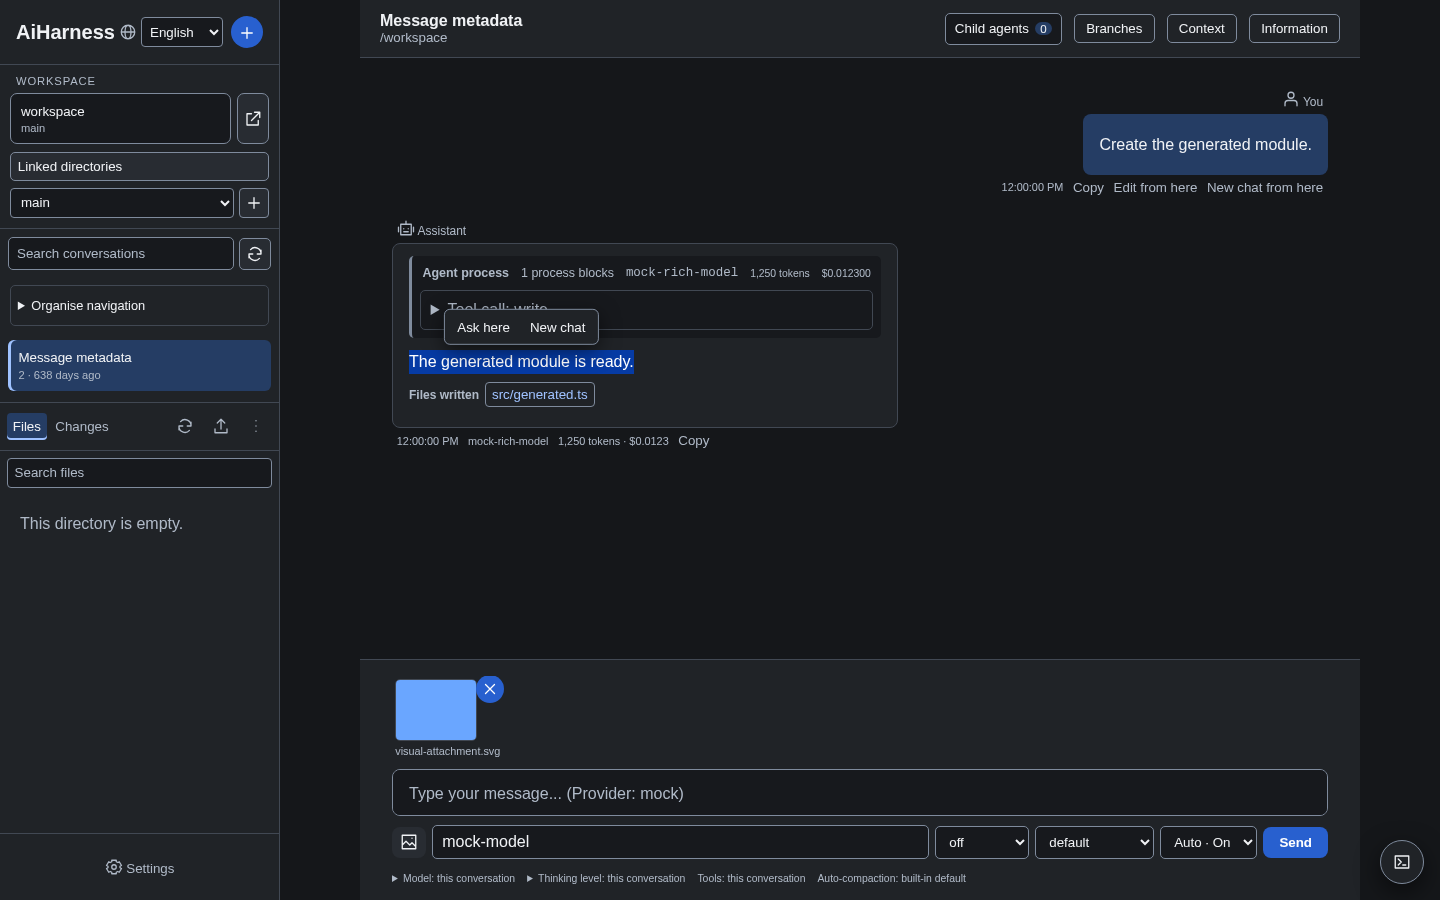 AiHarness
English
WORKSPACE
workspace
main
Linked directories
main
Search conversations
Organise navigation
Message metadata
2 · 638 days ago
Files
Changes
Search files
This directory is empty.
Settings
Message metadata
/workspace
Child agents 0
Branches
Context
Information
You
Create the generated module.
12:00:00 PM Copy Edit from here New chat from here
Assistant
Agent process 1 process blocks mock-rich-model 1,250 tokens $0.012300
Tool call: write
Ask here New chat
The generated module is ready.
Files written src/generated.ts
12:00:00 PM mock-rich-model 1,250 tokens · $0.0123 Copy
visual-attachment.svg
Type your message... (Provider: mock)
mock-model
off
default
Auto · On
Send
Model: this conversation Thinking level: this conversation Tools: this conversation Auto-compaction: built-in default